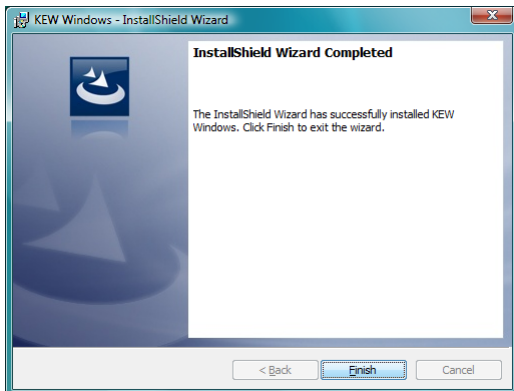 KEW Windows - InstallShield Wizard
InstallShield Wizard Completed
The InstallShield Wizard has successfully installed KEW
Windows. Click Finish to exit the wizard.
< Back
Finish
Cancel